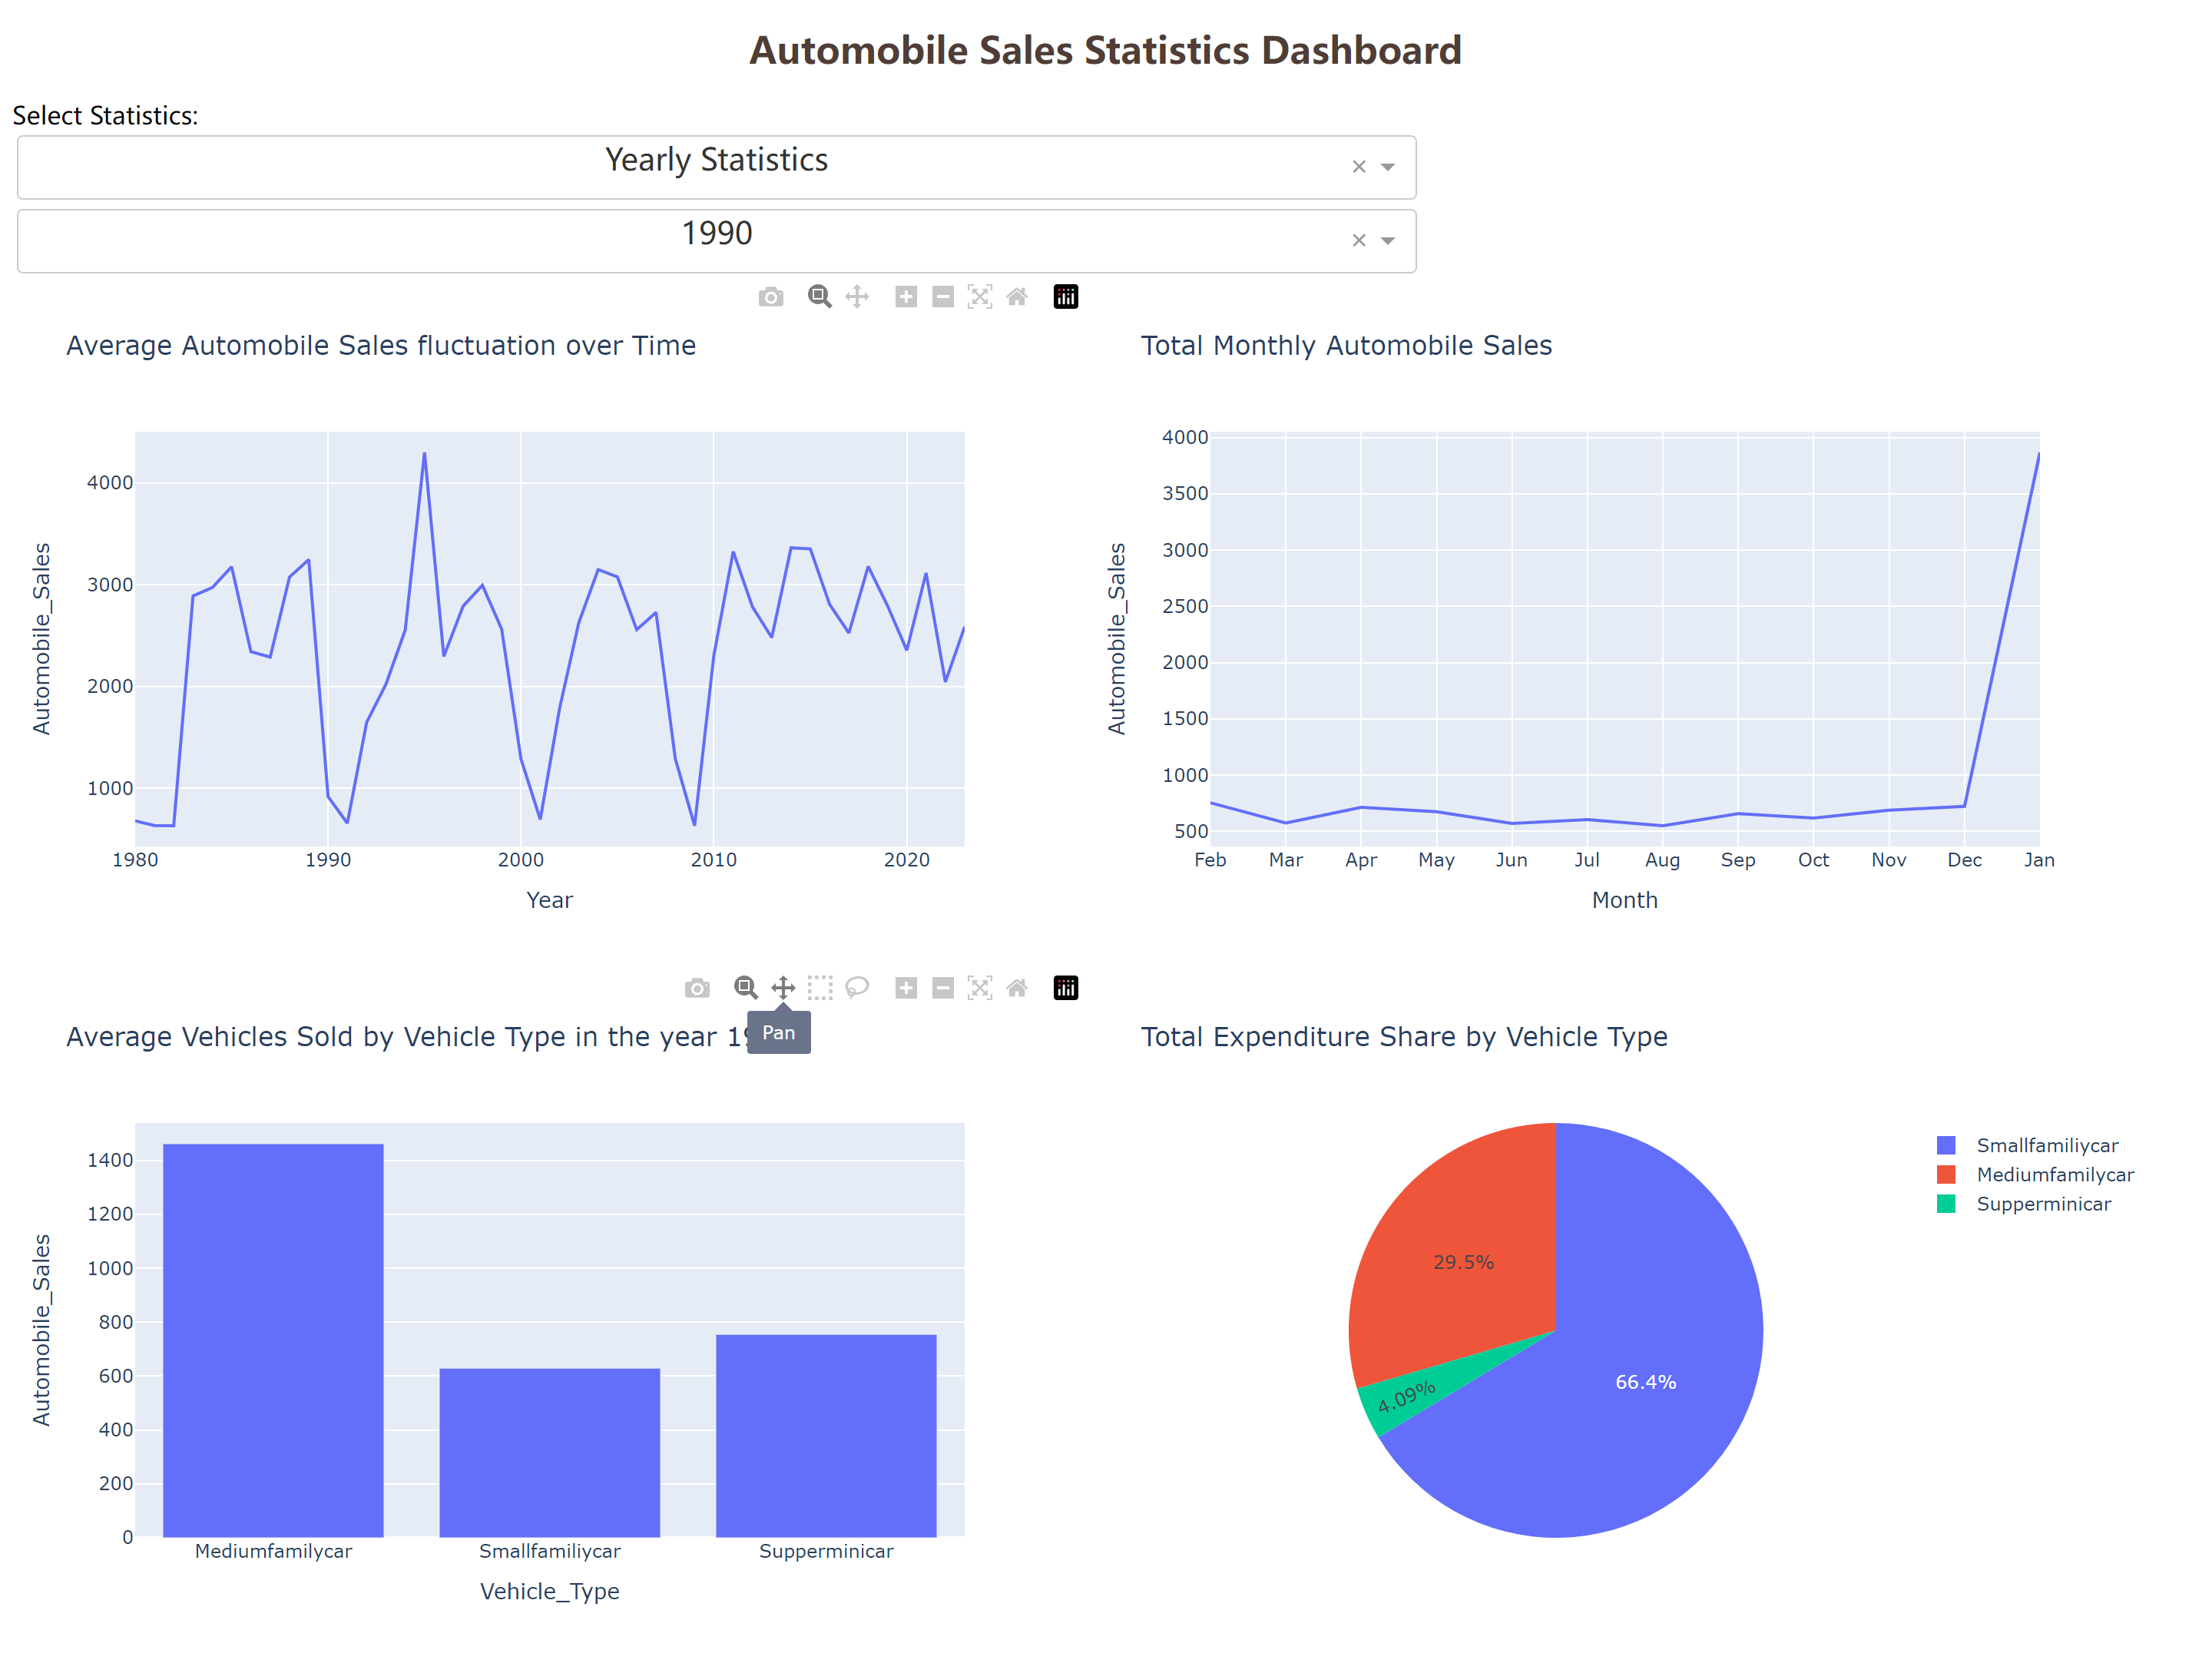 Automobile Sales Statistics Dashboard
Select Statistics:
Yearly Statistics
×
1990
×
Average Automobile Sales fluctuation over Time
4000
3000
2000
1000
Automobile_Sales
1980 1990 2000 2010 2020
Year
Total Monthly Automobile Sales
4000
3500
3000
2500
2000
1500
1000
500
Automobile_Sales
Feb Mar Apr May Jun Jul Aug Sep Oct Nov Dec Jan
Month
Pan
Average Vehicles Sold by Vehicle Type in the year
1400
1200
1000
800
600
400
200
0
Automobile_Sales
Mediumfamilycar Smallfamiliycar Supperminicar
Vehicle_Type
Total Expenditure Share by Vehicle Type
29.5%
4.09%
66.4%
Smallfamiliycar
Mediumfamilycar
Supperminicar